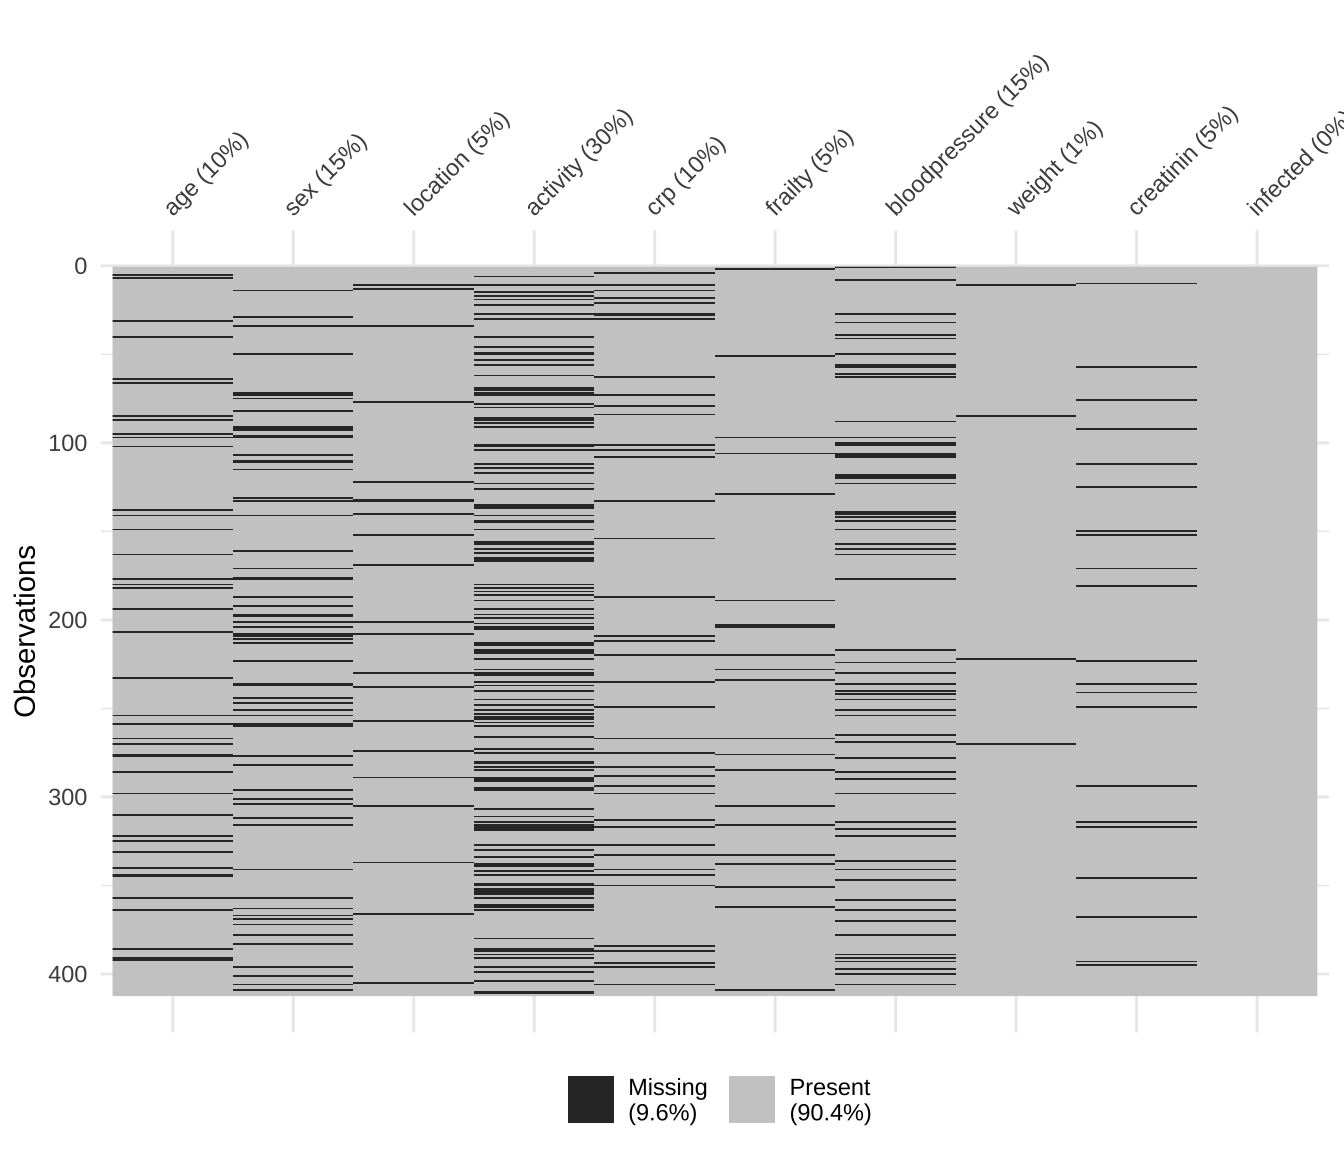 age (10%)
sex (15%)
location (5%)
activity (30%)
crp (10%)
frailty (5%)
bloodpressure (15%)
weight (1%)
creatinin (5%)
infected (0%
0
100
200
300
400
Observations
Missing
(9.6%)
Present
(90.4%)